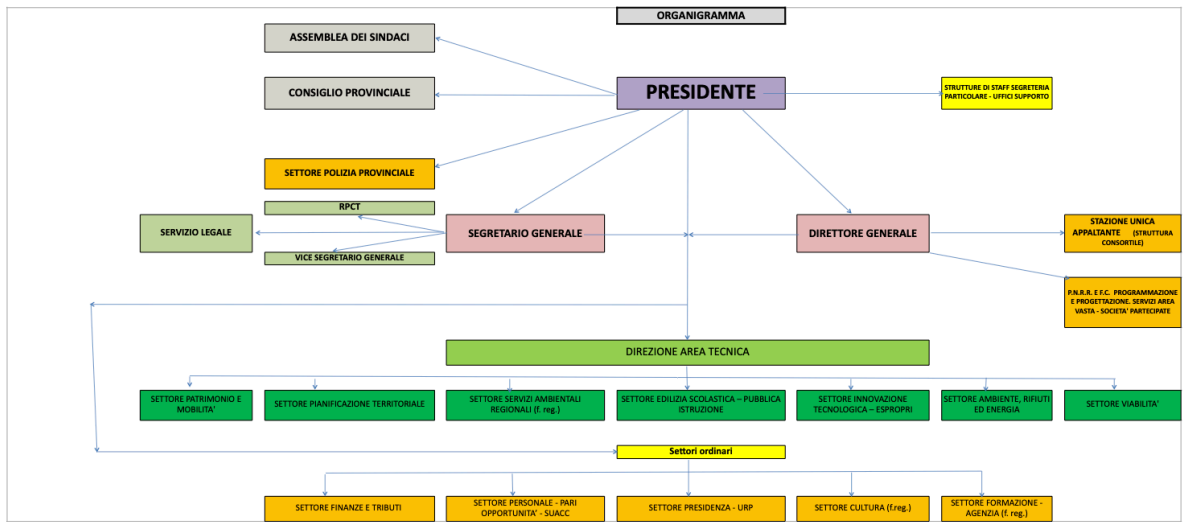 ORGANIGRAMMA
ASSEMBLEA DEI SINDACI
CONSIGLIO PROVINCIALE
PRESIDENTE
STRUTTURE DI STAFF SEGRETERIA
PARTICOLARE - UFFICI SUPPORTO
SETTORE POLIZIA PROVINCIALE
RPCT
SERVIZIO LEGALE
SEGRETARIO GENERALE
DIRETTORE GENERALE
STAZIONE UNICA
APPALTANTE (STRUTTURA
CONSORTILE)
VICE SEGRETARIO GENERALE
P.N.R.R. E F.C. PROGRAMMAZIONE
E PROGETTAZIONE. SERVIZI AREA
VASTA - SOCIETA' PARTECIPATE
DIREZIONE AREA TECNICA
SETTORE PATRIMONIO E
MOBILITA'
SETTORE PIANIFICAZIONE TERRITORIALE
SETTORE SERVIZI AMBIENTALI
REGIONALI (f. reg.)
SETTORE EDILIZIA SCOLASTICA – PUBBLICA
ISTRUZIONE
SETTORE INNOVAZIONE
TECNOLOGICA – ESPROPRI
SETTORE AMBIENTE, RIFIUTI
ED ENERGIA
SETTORE VIABILITA'
Settori ordinari
SETTORE FINANZE E TRIBUTI
SETTORE PERSONALE - PARI
OPPORTUNITA' - SUACC
SETTORE PRESIDENZA - URP
SETTORE CULTURA (f.reg.)
SETTORE FORMAZIONE -
AGENZIA (f. reg.)